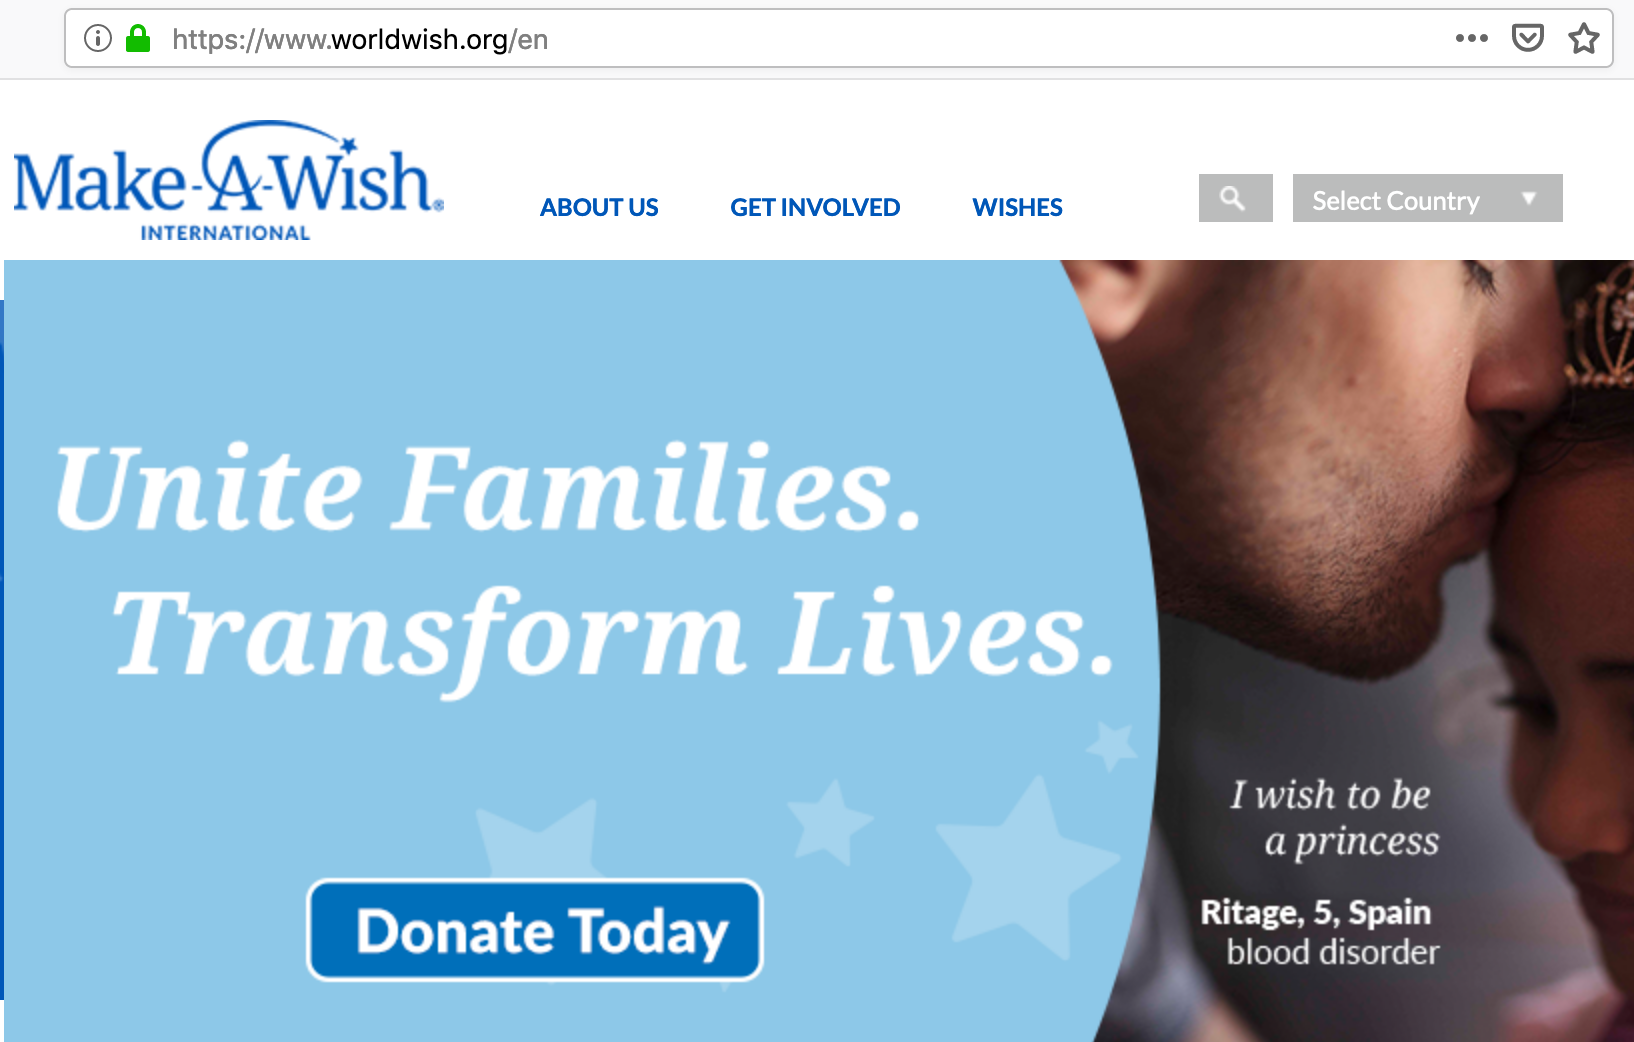 https://www.worldwish.org/en
Make-A-Wish®
INTERNATIONAL
ABOUT US
GET INVOLVED
WISHES
Select Country
Unite Families.
Transform Lives.
Donate Today
I wish to be
a princess
Ritage, 5, Spain
blood disorder